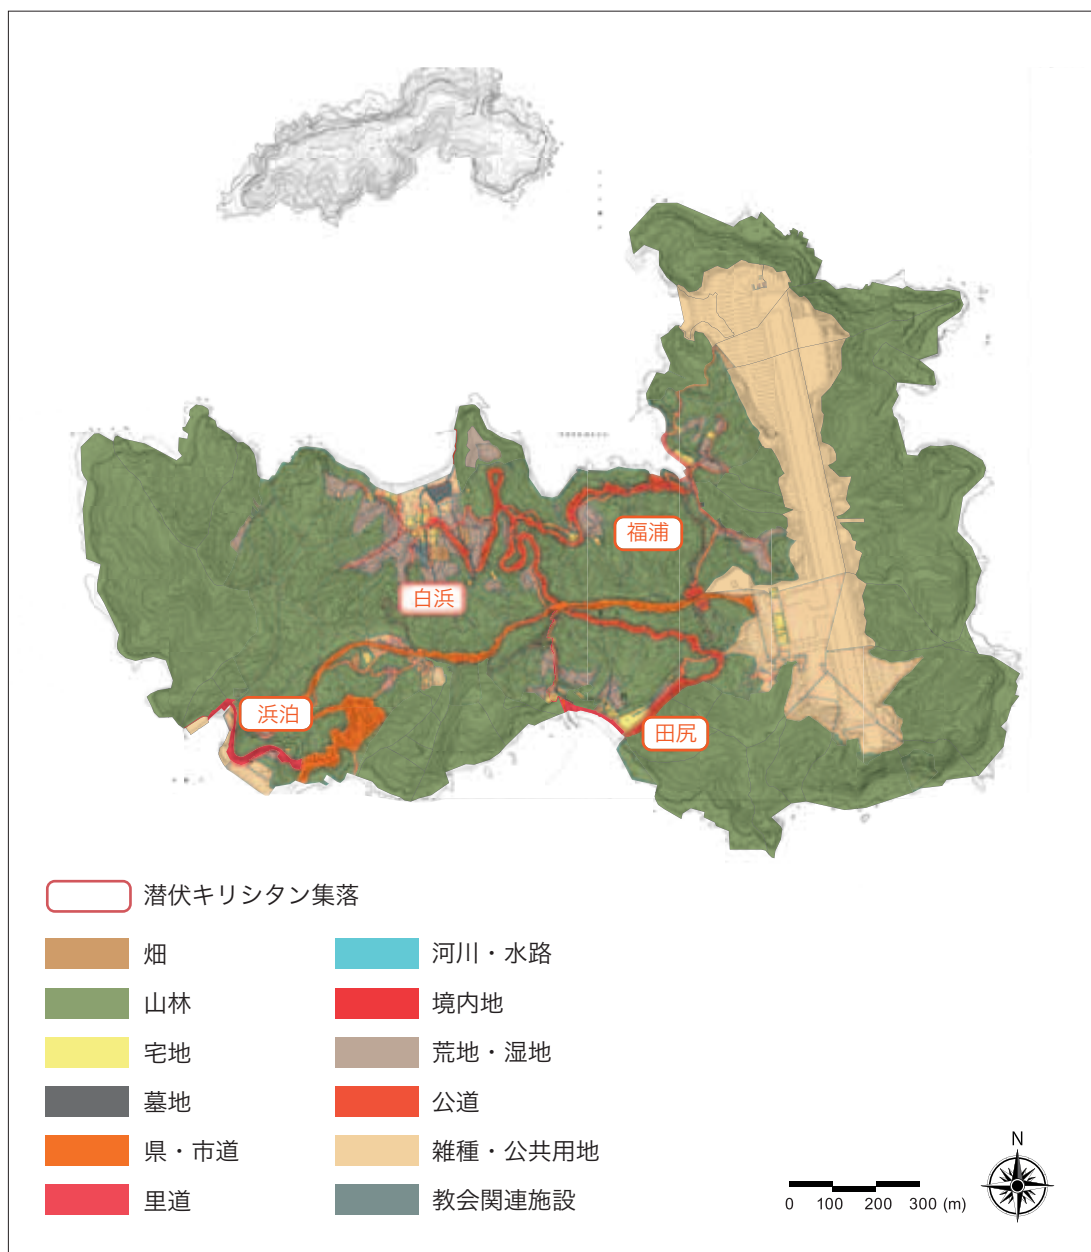 福浦
白浜
浜泊
田尻
潜伏キリシタン集落
畑
河川・水路
山林
境内地
宅地
荒地・湿地
墓地
公道
県・市道
雑種・公共用地
里道
教会関連施設
N
0 100 200 300 (m)